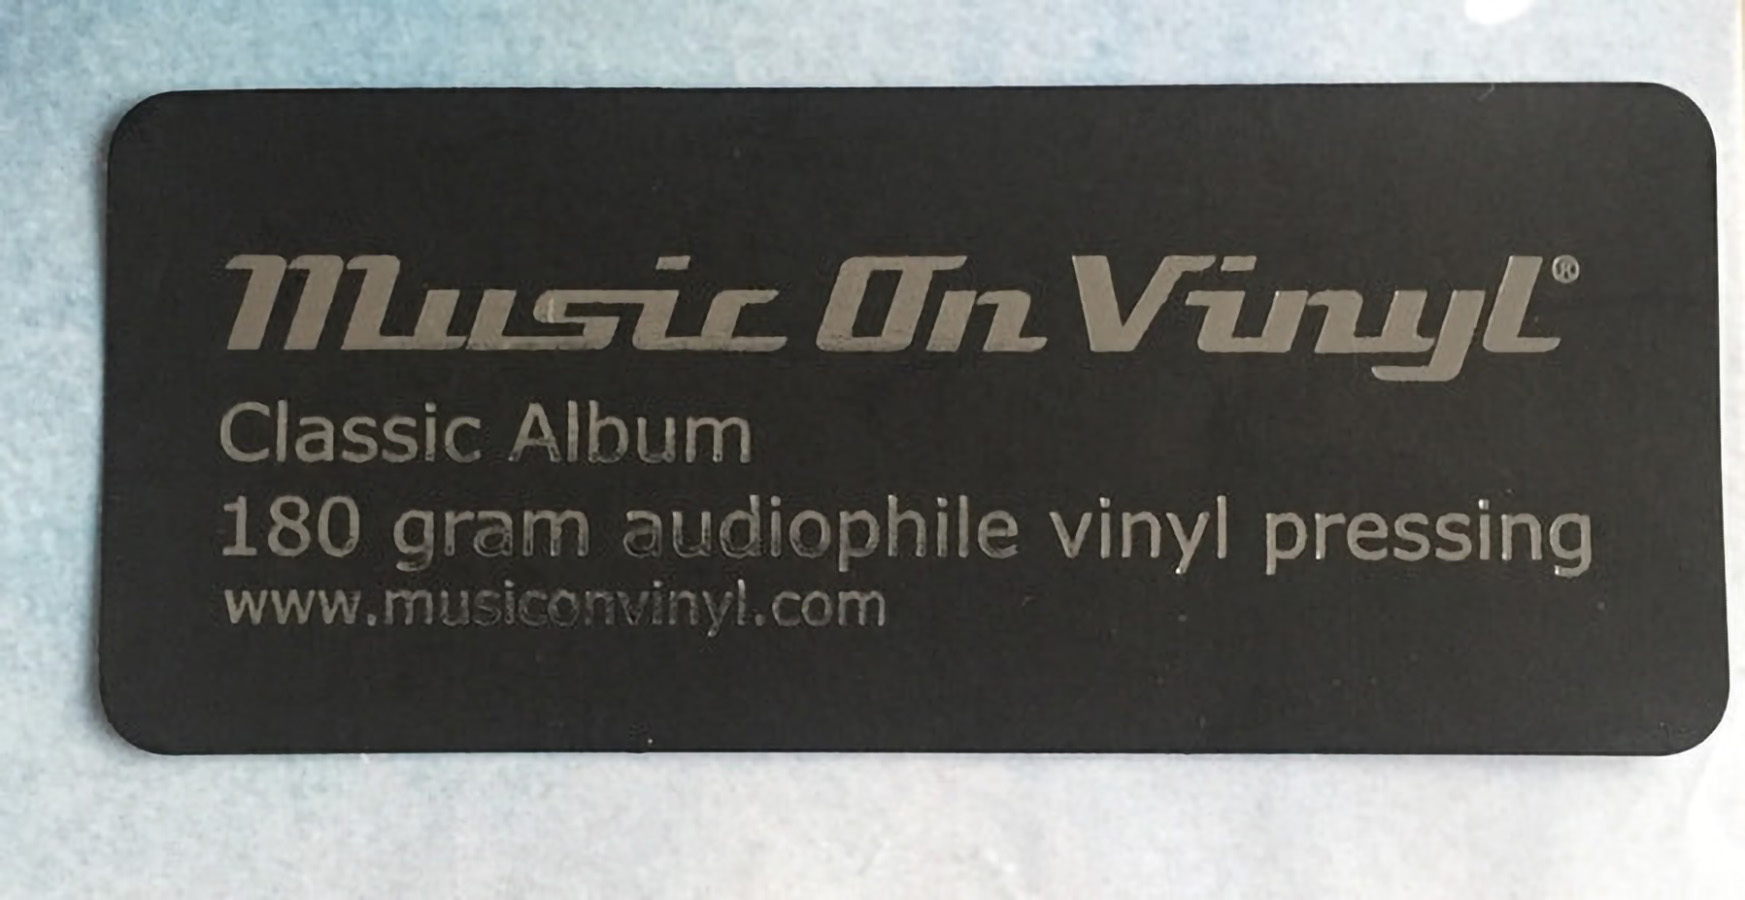 Music On Vinyl®
Classic Album
180 gram audiophile vinyl pressing
www.musiconvinyl.com